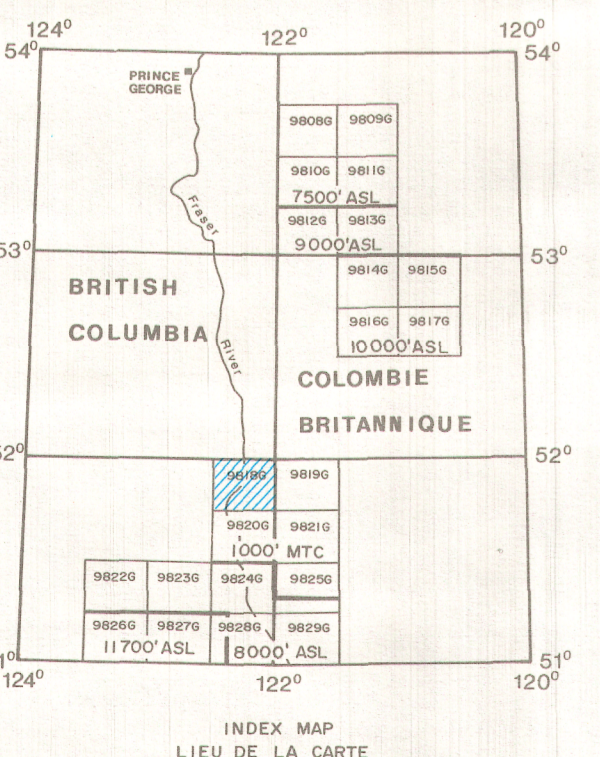 124° 122° 120°
54° 54°
PRINCE
GEORGE
9808G 9809G
9810G 9811G
7500' ASL
Fraser
9812G 9813G
9000' ASL
53° 53°
9814G 9815G
BRITISH
9816G 9817G
COLUMBIA
10000' ASL
River
COLOMBIE
BRITANNIQUE
2° 52°
9818G 9819G
9820G 9821G
1000' MTC
9822G 9823G 9824G 9825G
9826G 9827G 9828G 9829G
11700' ASL 8000' ASL
1° 51°
124° 122° 120°
INDEX MAP
LIEU DE LA CARTE